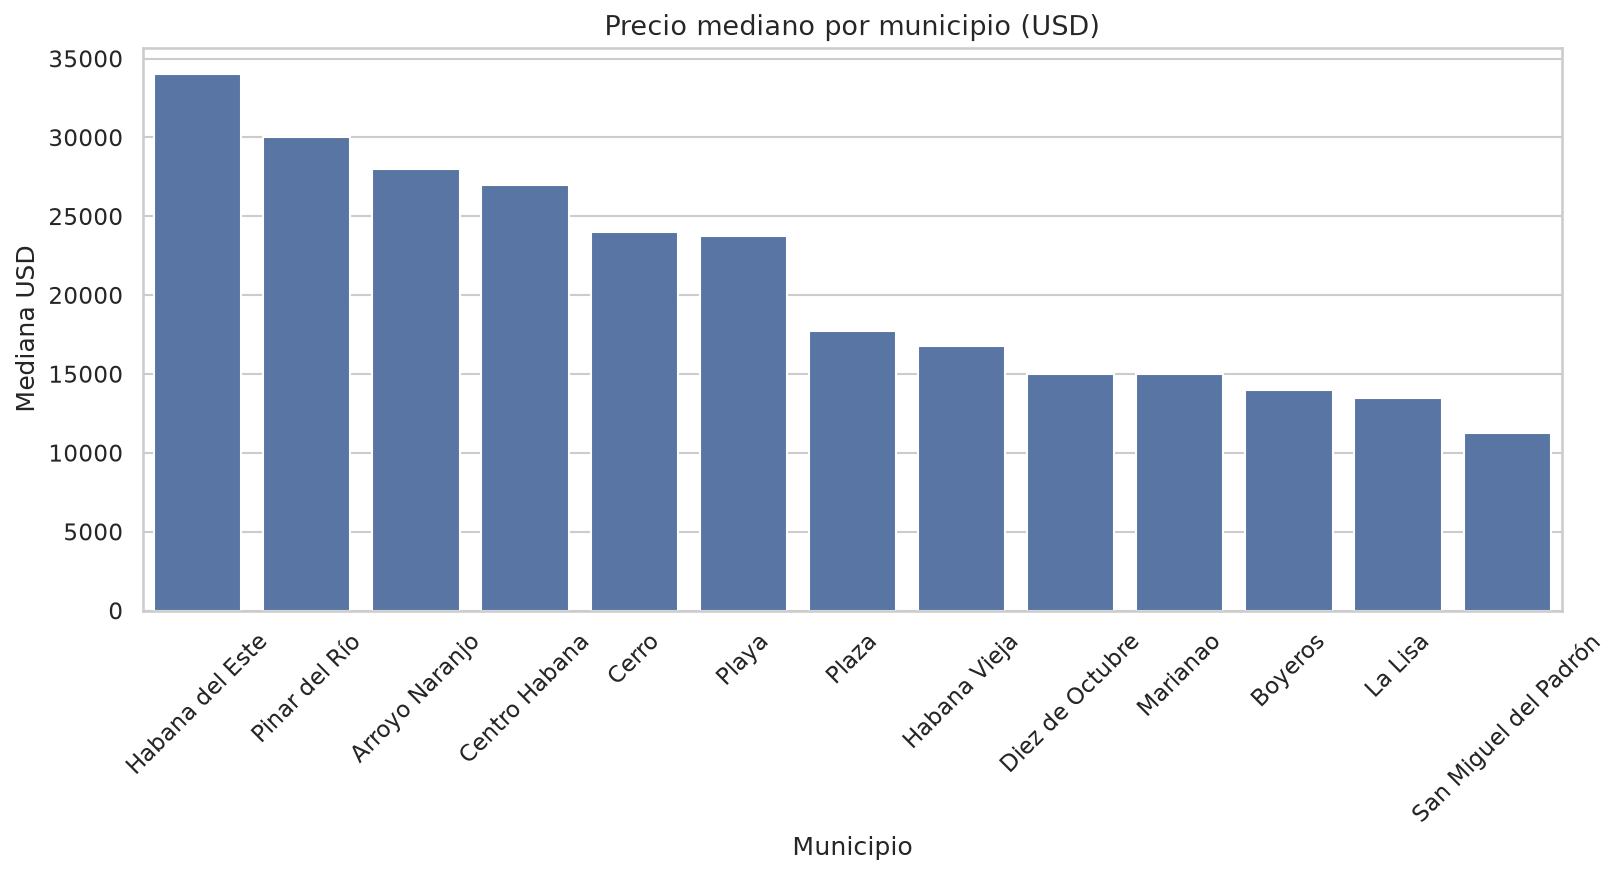 Precio mediano por municipio (USD)
Mediana USD
35000
30000
25000
20000
15000
10000
5000
0
Habana del Este
Pinar del Río
Arroyo Naranjo
Centro Habana
Cerro
Playa
Plaza
Habana Vieja
Diez de Octubre
Marianao
Boyeros
La Lisa
San Miguel del Padrón
Municipio